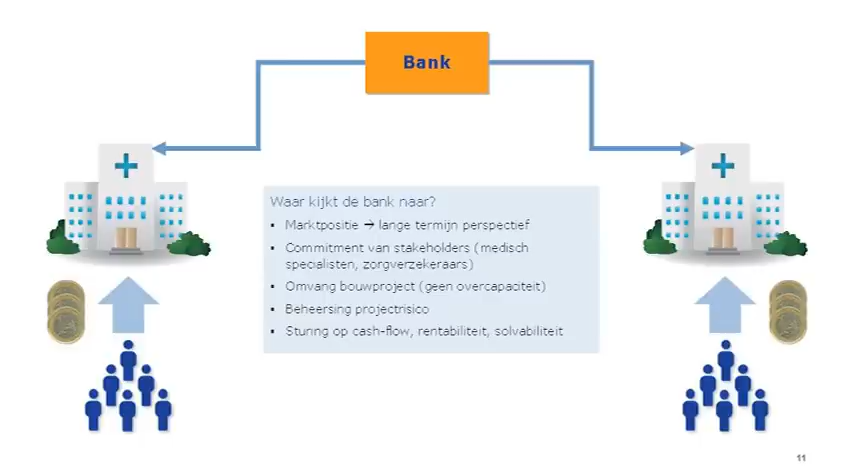 Bank
Waar kijkt de bank naar?
▪ Marktpositie → lange termijn perspectief
▪ Commitment van stakeholders (medisch
specialisten, zorgverzekeraars)
▪ Omvang bouwproject (geen overcapaciteit)
▪ Beheersing projectrisico
▪ Sturing op cash-flow, rentabiliteit, solvabiliteit
11